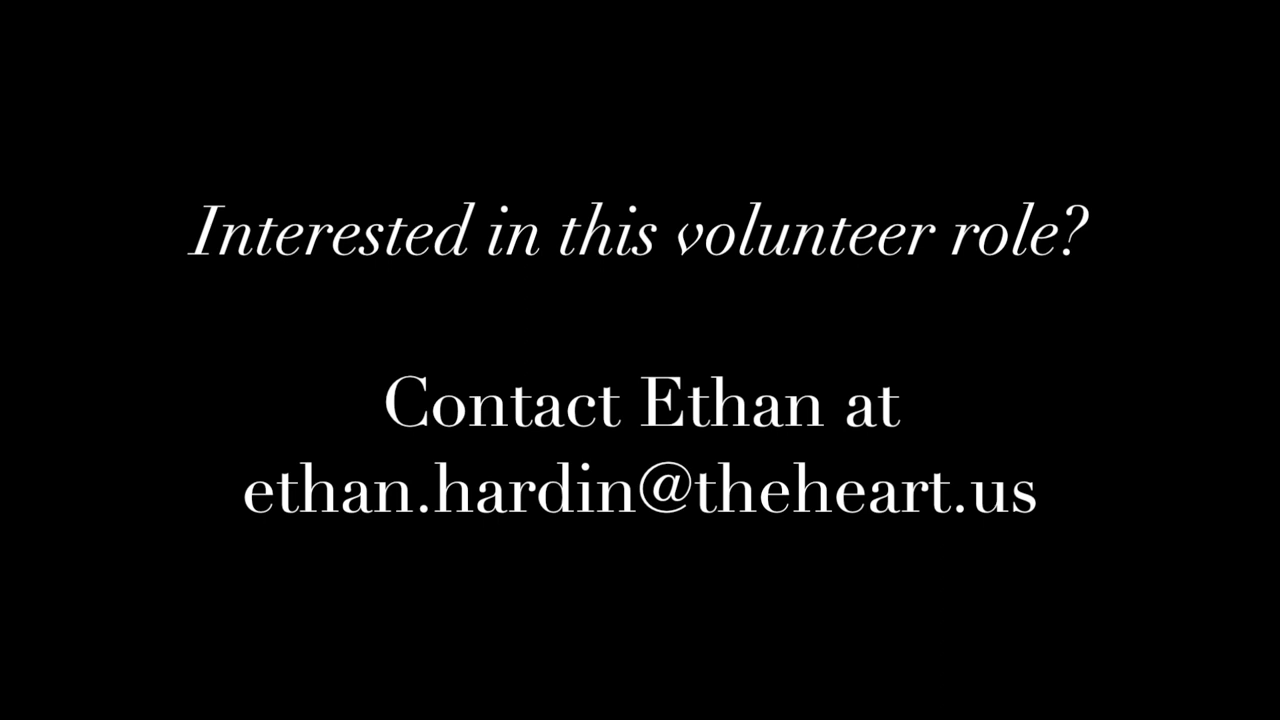 Interested in this volunteer role?
Contact Ethan at
ethan.hardin@theheart.us